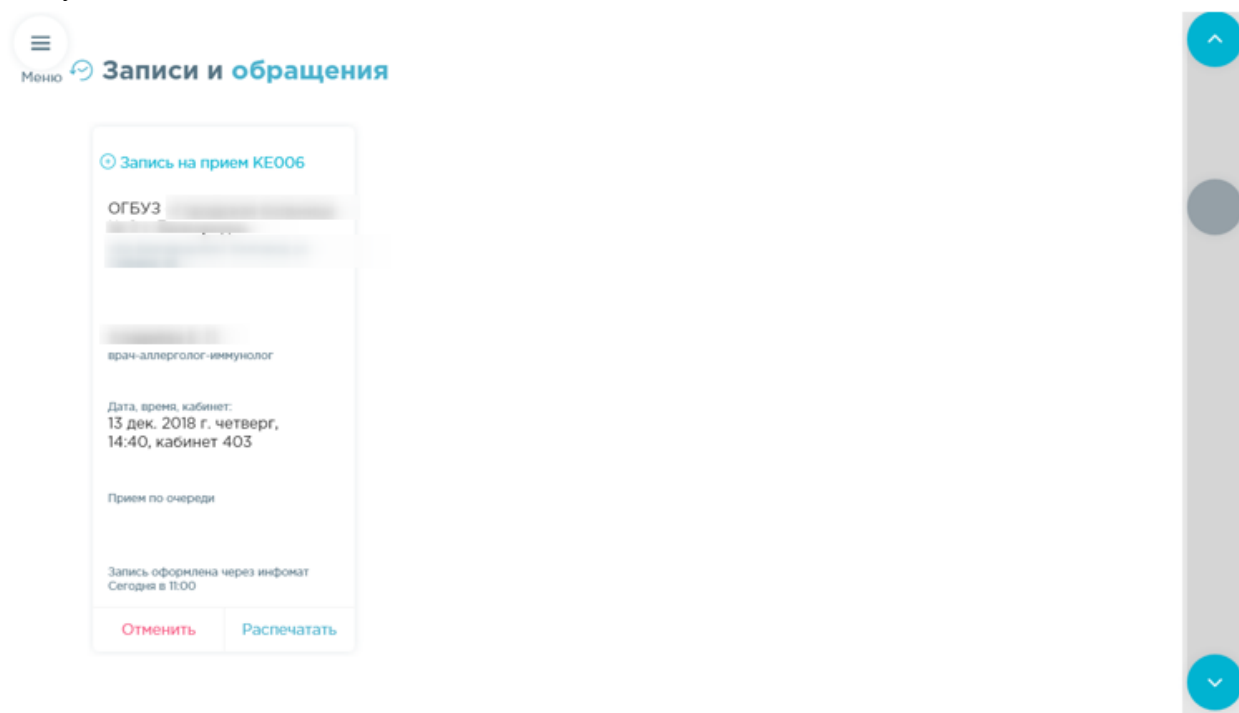 Меню
Записи и обращения
Запись на прием KE006
ОГБУЗ
врач-аллерголог-иммунолог
Дата, время, кабинет:
13 дек. 2018 г. четверг,
14:40, кабинет 403
Прием по очереди
Запись оформлена через инфомат
Сегодня в 11:00
Отменить Распечатать